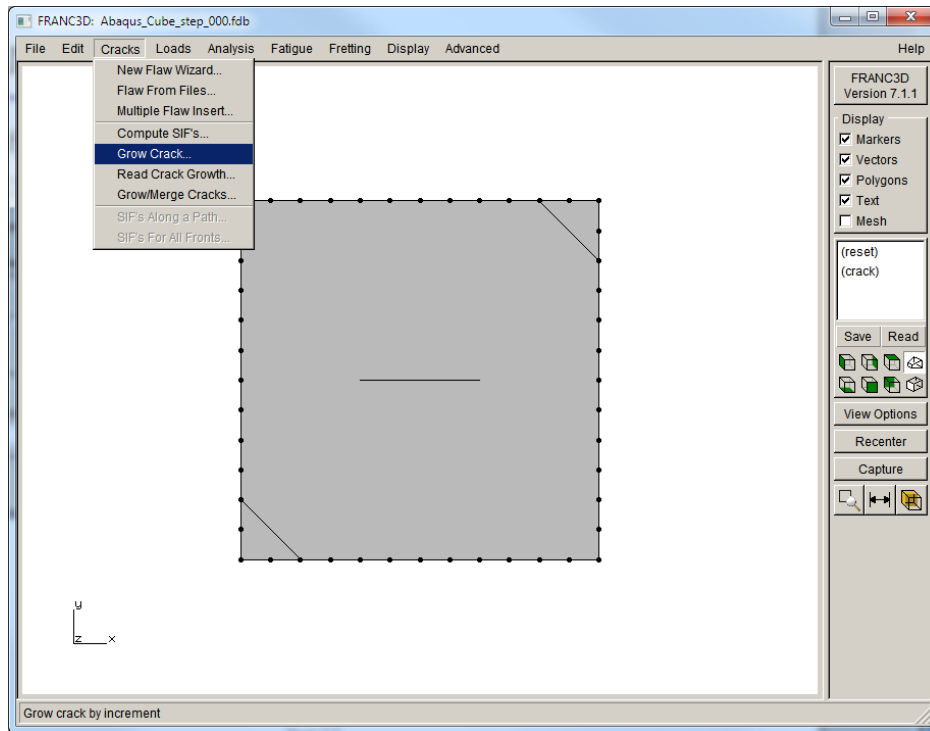 FRANC3D: Abaqus_Cube_step_000.fdb
File Edit Cracks Loads Analysis Fatigue Fretting Display Advanced Help
New Flaw Wizard...
Flaw From Files...
Multiple Flaw Insert...
Compute SIF's...
Grow Crack...
Read Crack Growth...
Grow/Merge Cracks...
SIF's Along a Path...
SIF's For All Fronts...
FRANC3D
Version 7.1.1
Display
Markers
Vectors
Polygons
Text
Mesh
(reset)
(crack)
Save Read
View Options
Recenter
Capture
y
z x
Grow crack by increment